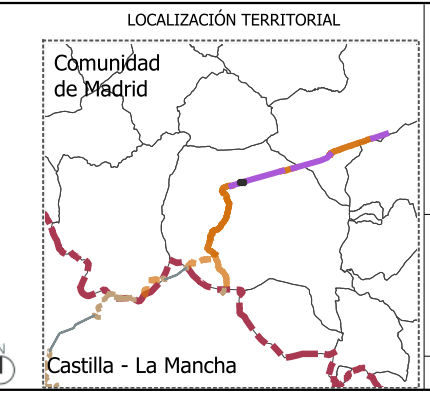 LOCALIZACIÓN TERRITORIAL
Comunidad
de Madrid
Castilla - La Mancha
N